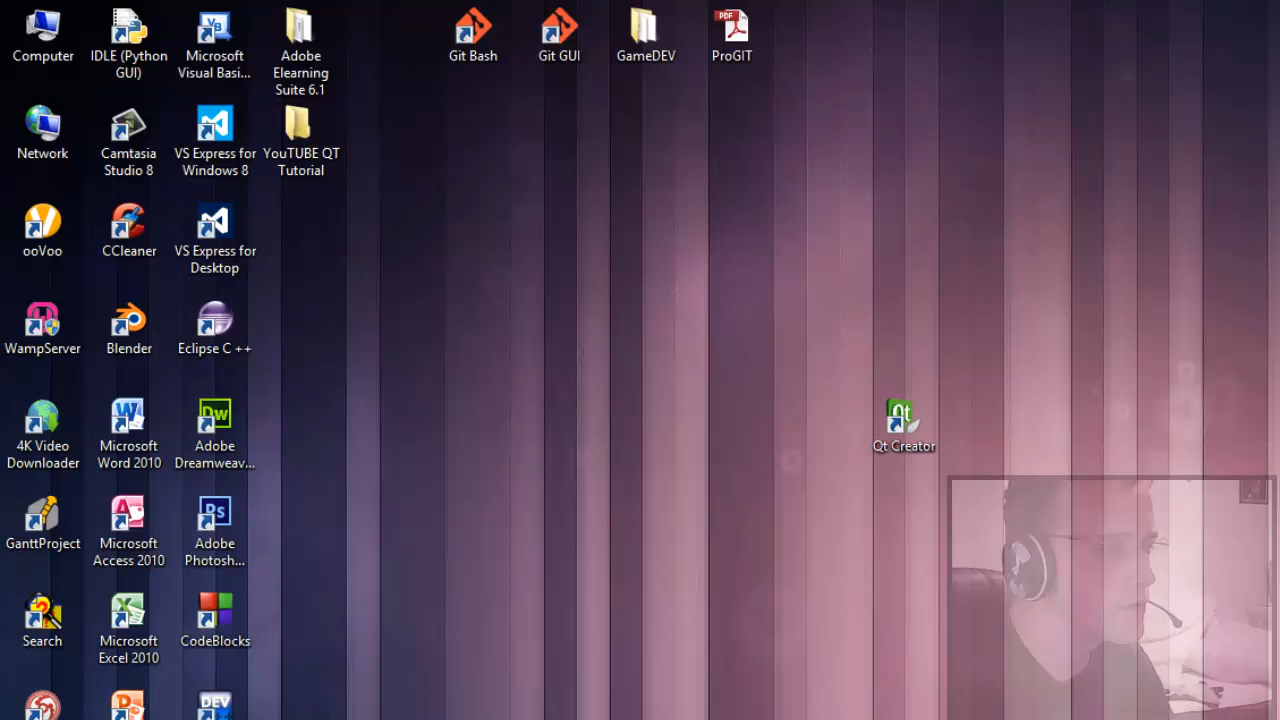 Computer
IDLE (Python
GUI)
Microsoft
Visual Basi...
Adobe
Elearning
Suite 6.1
Git Bash
Git GUI
GameDEV
PDF
ProGIT
Network
Camtasia
Studio 8
VS Express for
Windows 8
YouTUBE QT
Tutorial
ooVoo
CCleaner
VS Express for
Desktop
WampServer
Blender
Eclipse C ++
4K Video
Downloader
Microsoft
Word 2010
Dw
Adobe
Dreamweav...
Qt
Qt Creator
GanttProject
Microsoft
Access 2010
Ps
Adobe
Photosh...
Search
Microsoft
Excel 2010
CodeBlocks
DEV